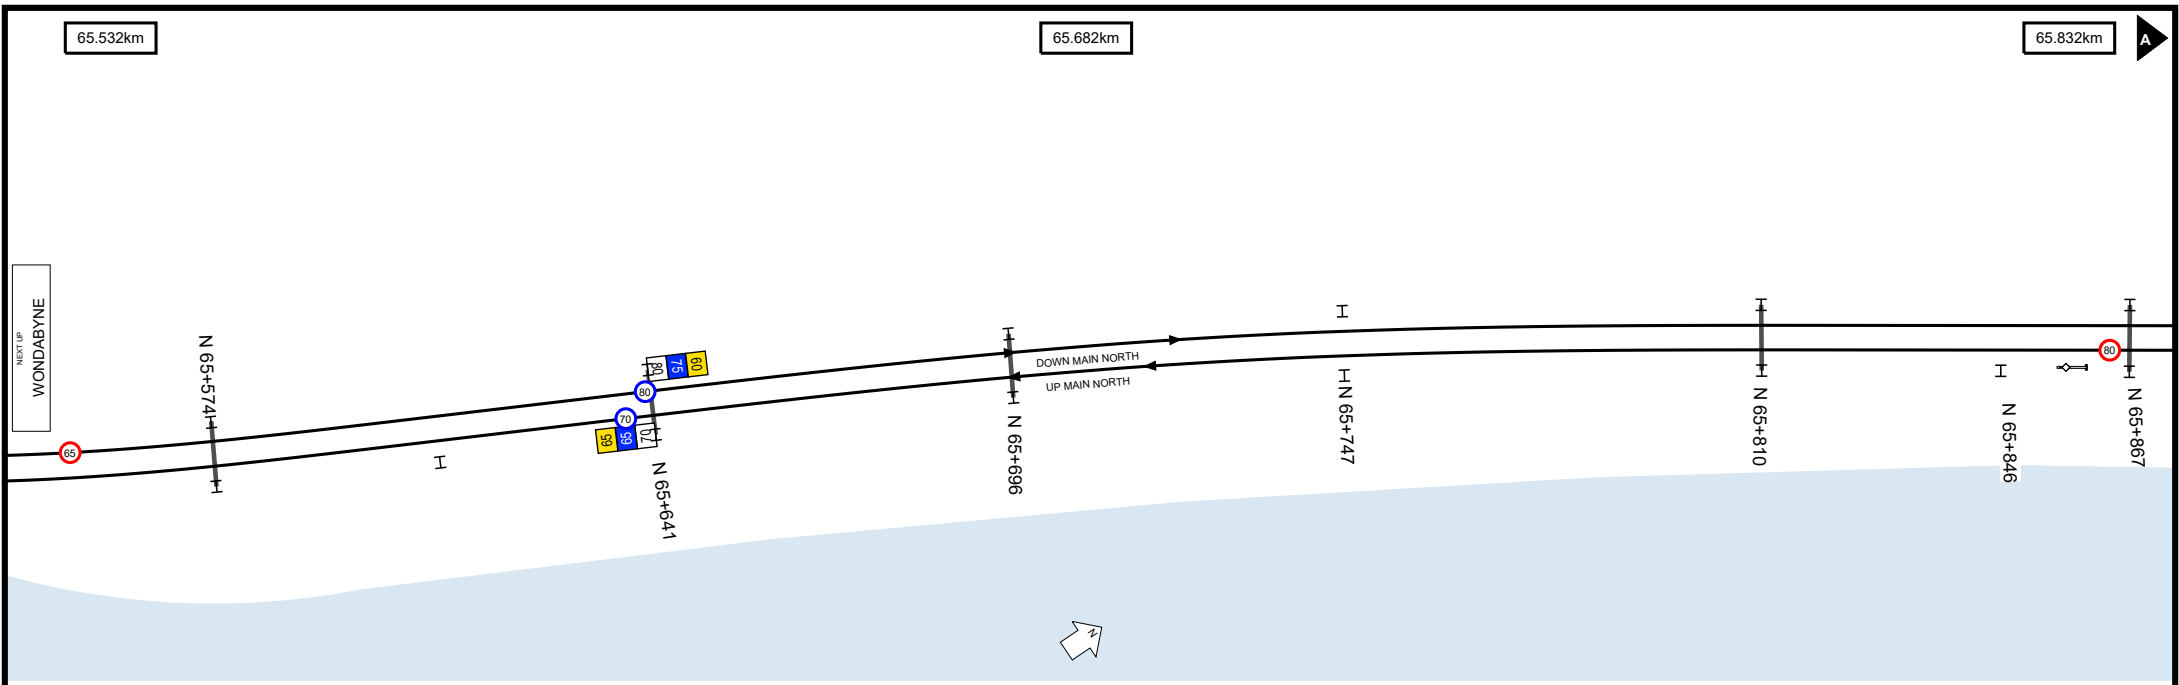 65.532km
65.682km
65.832km
A
NEXT UP
WONDABYNE
65
N 65+574
80
75
60
80
70
65
65
70
N 65+641
DOWN MAIN NORTH
UP MAIN NORTH
N 65+696
N 65+747
N 65+810
N 65+846
80
N 65+867
N